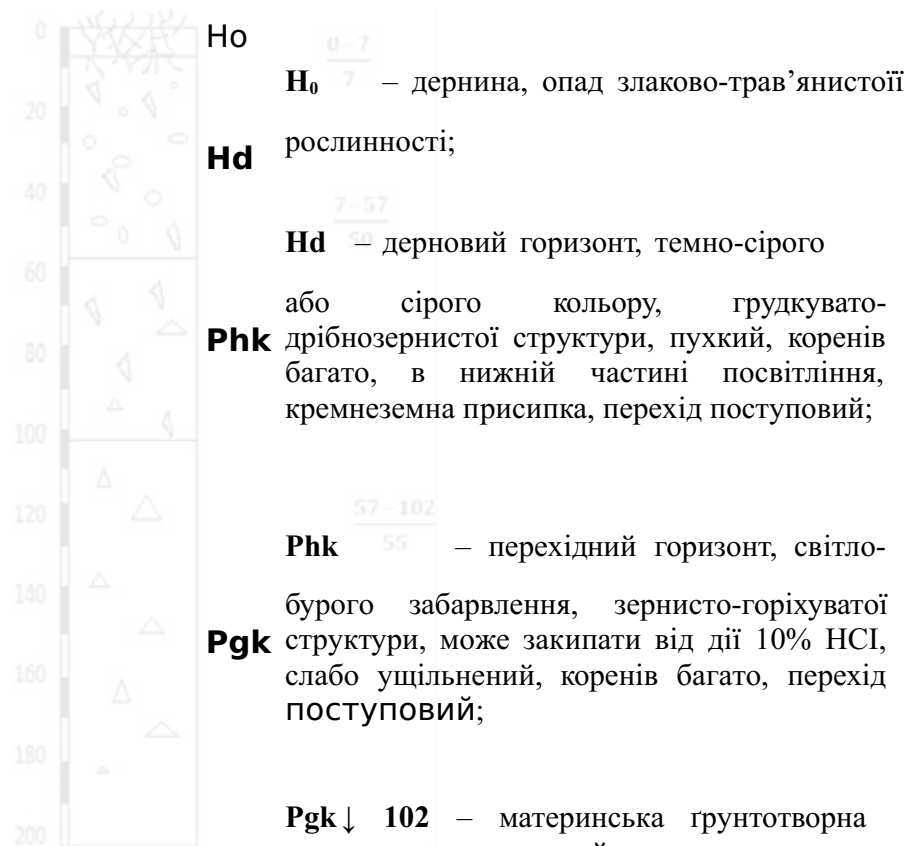 0
20
40
60
80
100
120
140
160
180
200
Ho
Hd
Phk
Pgk
0–7
7
H₀ – дернина, опад злаково-трав’янистоїї
рослинності;
7–57
50
Hd – дерновий горизонт, темно-сірого
або сірого кольору, грудкувато-
дрібнозернистої структури, пухкий, коренів
багато, в нижній частині посвітління,
кремнеземна присипка, перехід поступовий;
57–102
55
Phk – перехідний горизонт, світло-
бурого забарвлення, зернисто-горіхуватої
структури, може закипати від дії 10% HCI,
слабо ущільнений, коренів багато, перехід
поступовий;
Pgk↓ 102 – материнська ґрунтотворна